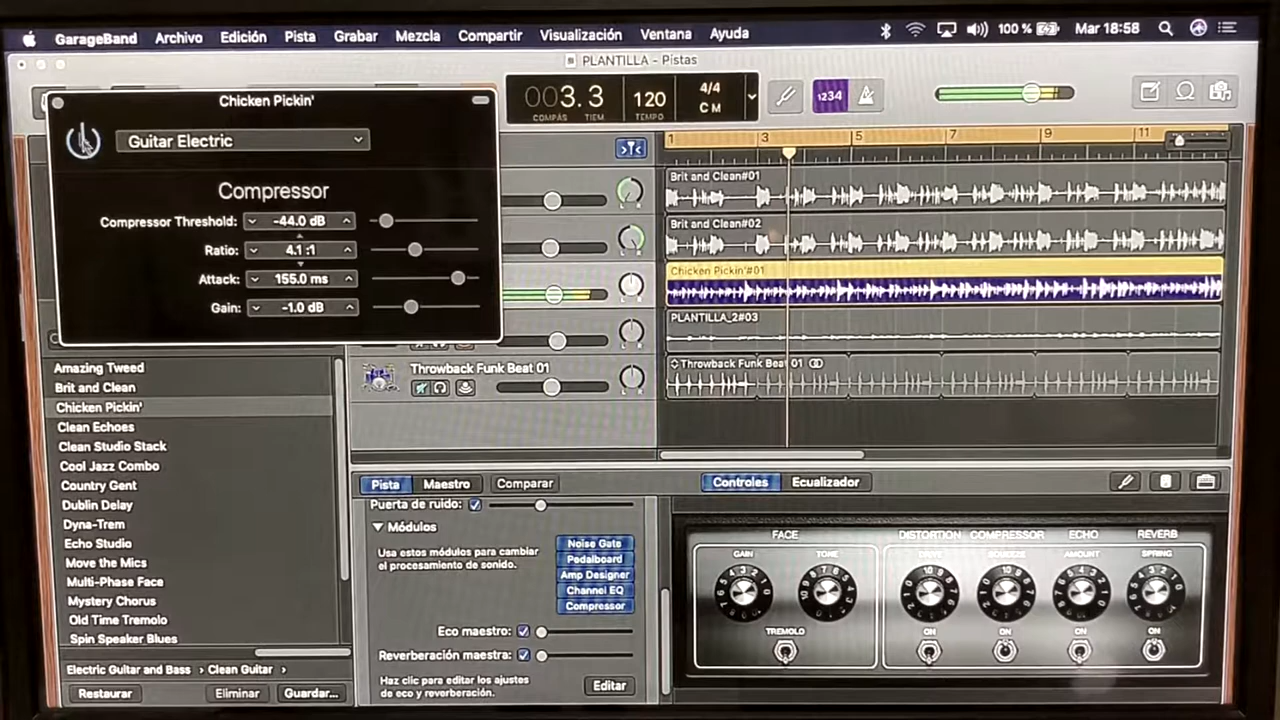 GarageBand Archivo Edición Pista Grabar Mezcla Compartir Visualización Ventana Ayuda 100 % Mar 18:58
PLANTILLA - Pistas
003.3 120 4/4
C M
COMPÁS TIEM TEMPO
1234
Chicken Pickin'
Guitar Electric
Compressor
Compressor Threshold: -44.0 dB
Ratio: 4.1 :1
Attack: 155.0 ms
Gain: -1.0 dB
1 3 5 7 9 11
Brit and Clean#01
L R
Brit and Clean#02
L R
Chicken Pickin'#01
L R
PLANTILLA_2#03
L R
Throwback Funk Beat 01
Throwback Funk Beat 01
L R
Amazing Tweed
Brit and Clean
Chicken Pickin'
Clean Echoes
Clean Studio Stack
Cool Jazz Combo
Country Gent
Dublin Delay
Dyna-Trem
Echo Studio
Move the Mics
Multi-Phase Face
Mystery Chorus
Old Time Tremolo
Spin Speaker Blues
Electric Guitar and Bass > Clean Guitar >
Restaurar Eliminar Guardar...
Pista Maestro Comparar
Puerta de ruido:
Módulos
Usa estos módulos para cambiar
el procesamiento de sonido.
Noise Gate
Pedalboard
Amp Designer
Channel EQ
Compressor
Eco maestro:
Reverberación maestra:
Haz clic para editar los ajustes
de eco y reverberación.
Editar
Controles Ecualizador
FACE DISTORTION COMPRESSOR ECHO REVERB
GAIN TONE DRIVE SQUEEZE AMOUNT SPRING
TREMOLO ON ON ON ON